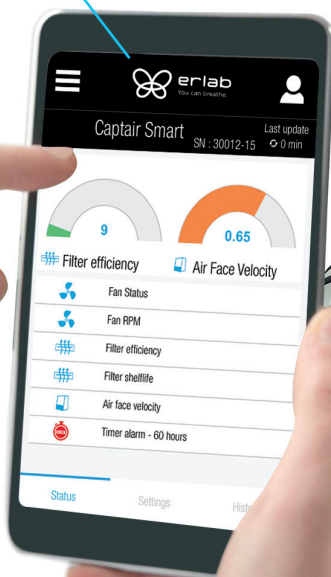 erlab
You can breathe
Captair Smart
SN : 30012-15
Last update
0 min
9
0.65
Filter efficiency
Air Face Velocity
Fan Status
Fan RPM
Filter efficiency
Filter shelflife
Air face velocity
Timer alarm - 60 hours
Status
Settings